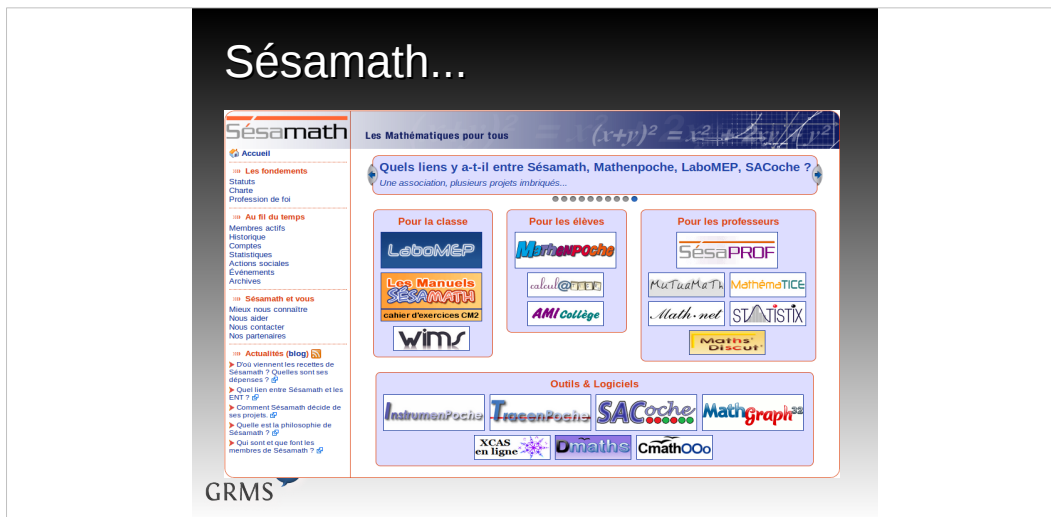 Sésamath...
Sésamath
Les Mathématiques pour tous
(x+y)² = x² + 2xy + y²
Accueil
Les fondements
Statuts
Charte
Profession de foi
Au fil du temps
Membres actifs
Historique
Comptes
Statistiques
Actions sociales
Événements
Archives
Sésamath et vous
Mieux nous connaître
Nous aider
Nous contacter
Nos partenaires
Actualités (blog)
D'où viennent les recettes de
Sésamath ? Quelles sont ses
dépenses ?
Quel lien entre Sésamath et les
ENT ?
Comment Sésamath décide de
ses projets.
Quelle est la philosophie de
Sésamath ?
Qui sont et que font les
membres de Sésamath ?
Quels liens y a-t-il entre Sésamath, Mathenpoche, LaboMEP, SACoche ?
Une association, plusieurs projets imbriqués...
Pour la classe
LaboMEP
Les Manuels
SÉSAMATH
cahier d'exercices CM2
wims
Pour les élèves
MathenPoche
calcul@TICE
AMI Collège
Pour les professeurs
SésaPROF
MuTuaMaTh
MathémaTICE
Math·net
STATISTIX
Maths'
Discut'
Outils & Logiciels
InstrumenPoche
TracenPoche
SACoche
MathGraph32
XCAS
en ligne
Dmaths
CmathOOo
GRMS